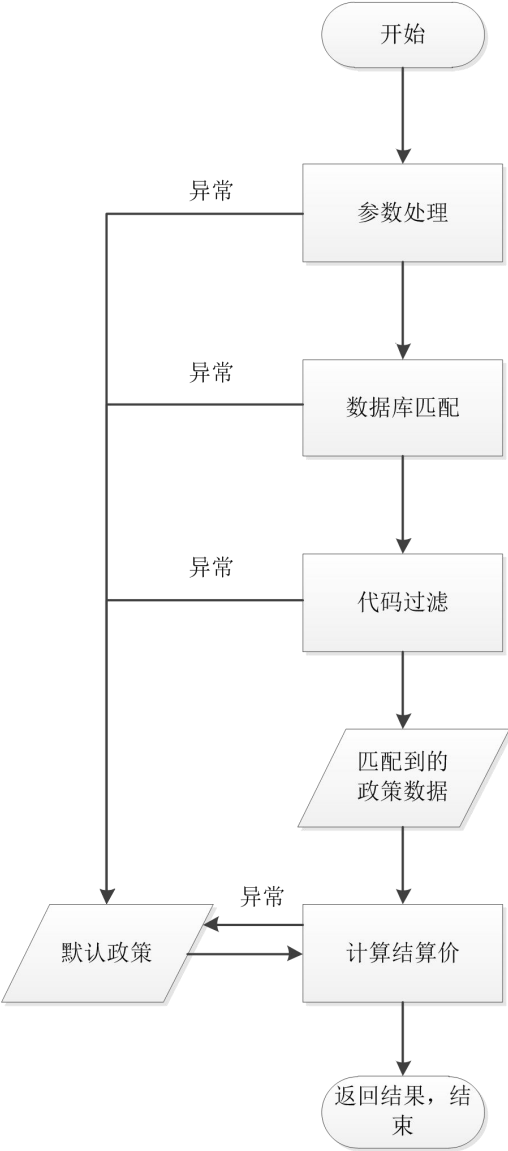 开始
异常
参数处理
异常
数据库匹配
异常
代码过滤
匹配到的
政策数据
异常
默认政策
计算结算价
返回结果，结
束